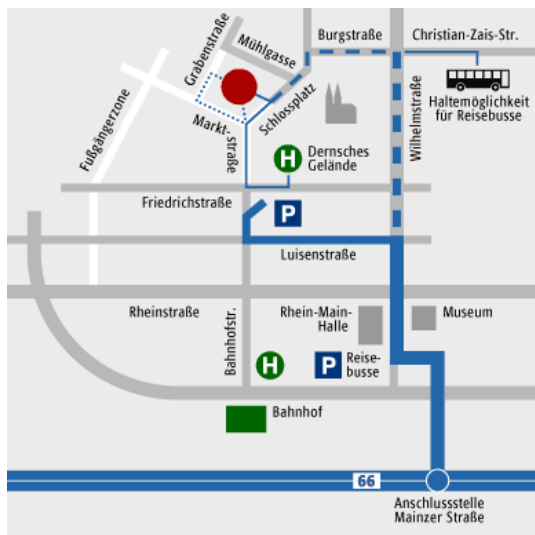 Burgstraße
Christian-Zais-Str.
Mühlgasse
Grabenstraße
Schlossplatz
Haltemöglichkeit
für Reisebusse
Wilhelmstraße
Fußgängerzone
Markt-
straße
H
Dernsches
Gelände
Friedrichstraße
P
Luisenstraße
Rheinstraße
Bahnhofstr.
Rhein-Main-
Halle
Museum
H
P
Reise-
busse
Bahnhof
66
Anschlussstelle
Mainzer Straße